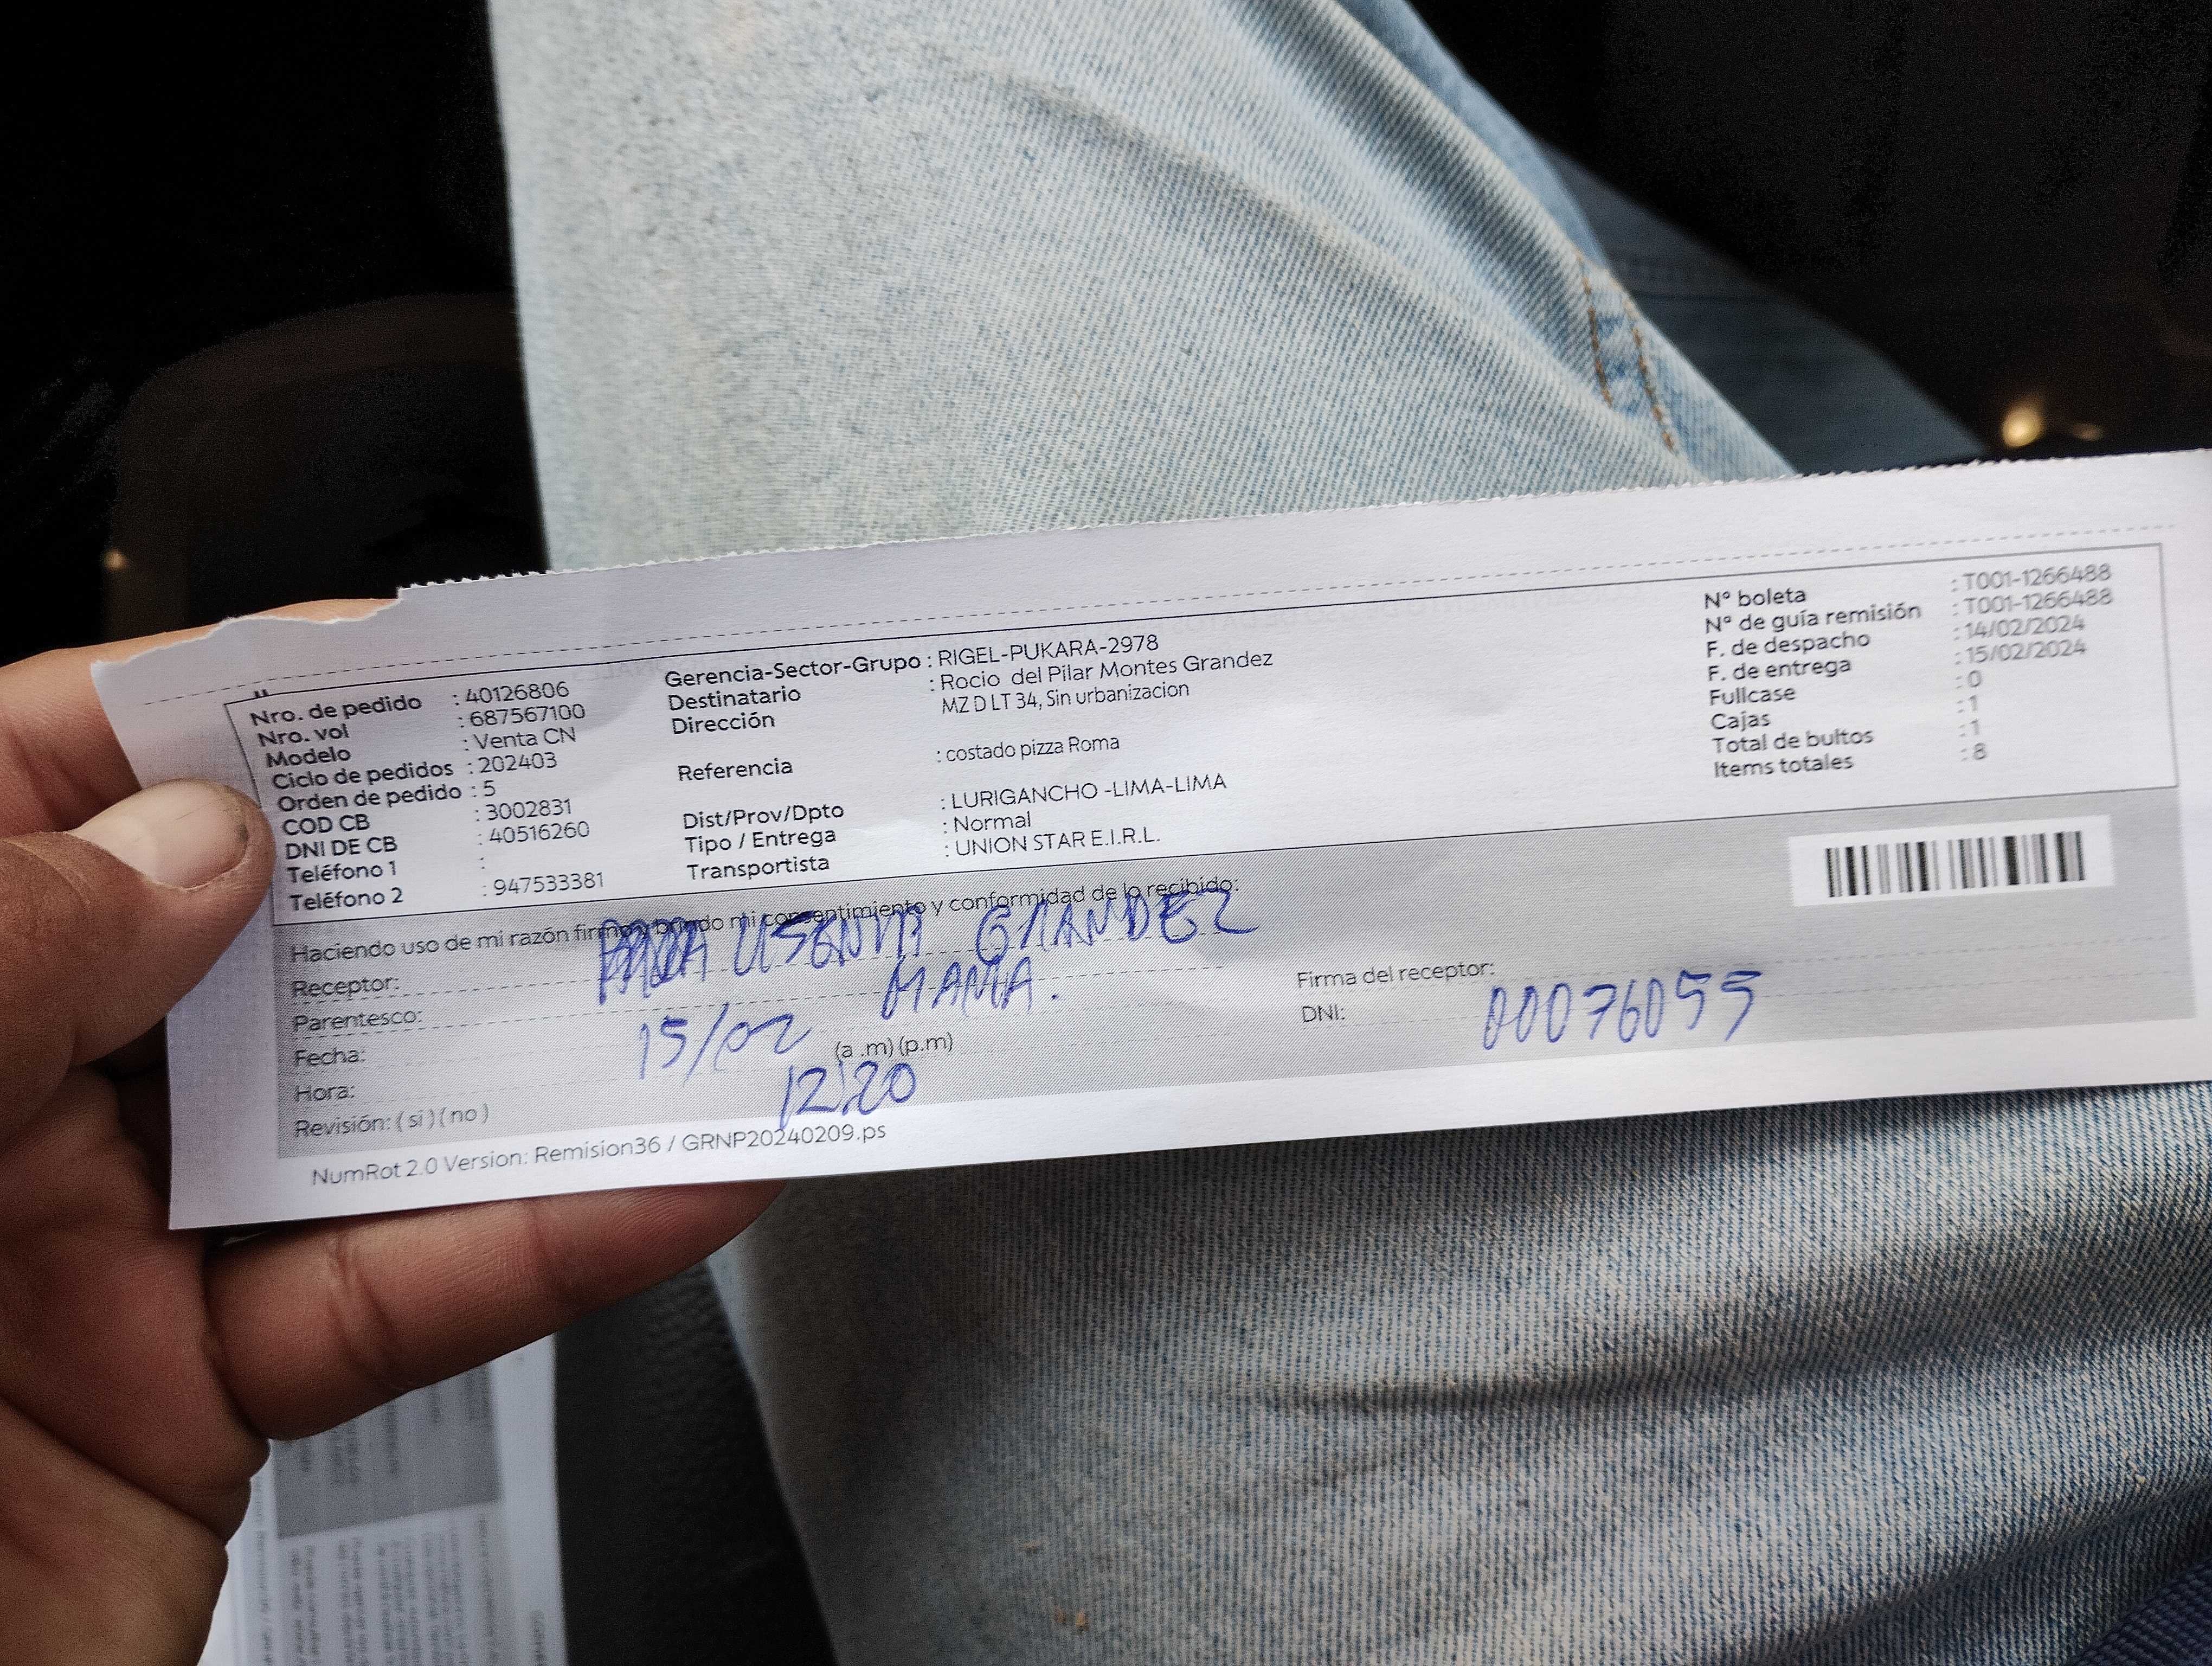 Nro. de pedido : 40126806
Nro. vol : 687567100
Modelo : Venta CN
Ciclo de pedidos : 202403
Orden de pedido : 5
COD CB : 3002831
DNI DE CB : 40516260
Teléfono 1 :
Teléfono 2 : 947533381
Gerencia-Sector-Grupo : RIGEL-PUKARA-2978
Destinatario : Rocio del Pilar Montes Grandez
Dirección MZ D LT 34, Sin urbanizacion
Referencia : costado pizza Roma
Dist/Prov/Dpto : LURIGANCHO -LIMA-LIMA
Tipo / Entrega : Normal
Transportista : UNION STAR E.I.R.L.
N° boleta : T001-1266488
N° de guía remisión : T001-1266488
F. de despacho : 14/02/2024
F. de entrega : 15/02/2024
Fullcase : 0
Cajas : 1
Total de bultos : 1
Items totales : 8
Haciendo uso de mi razón firmo y brindo mi consentimiento y conformidad de lo recibido:
Receptor: GRANDEZ
Parentesco: MAMA.
Fecha: 15/02
Hora: (a .m) (p.m) 12:20
Revisión: ( si ) ( no )
Firma del receptor:
DNI: 00076055
NumRot 2.0 Version: Remision36 / GRNP20240209.ps